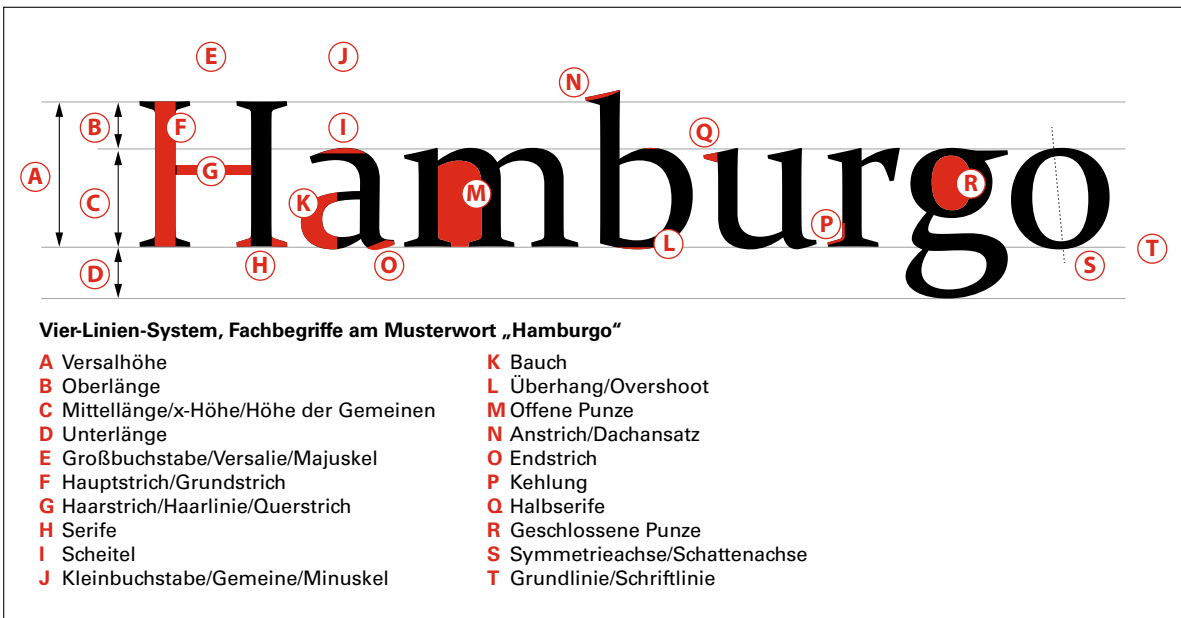 E J
N
B F I Q
A G R
C K M
P
L
D H O S T
Hamburgo
Vier-Linien-System, Fachbegriffe am Musterwort „Hamburgo“
A Versalhöhe
B Oberlänge
C Mittellänge/x-Höhe/Höhe der Gemeinen
D Unterlänge
E Großbuchstabe/Versalie/Majuskel
F Hauptstrich/Grundstrich
G Haarstrich/Haarlinie/Querstrich
H Serife
I Scheitel
J Kleinbuchstabe/Gemeine/Minuskel
K Bauch
L Überhang/Overshoot
M Offene Punze
N Anstrich/Dachansatz
O Endstrich
P Kehlung
Q Halbserife
R Geschlossene Punze
S Symmetrieachse/Schattenachse
T Grundlinie/Schriftlinie